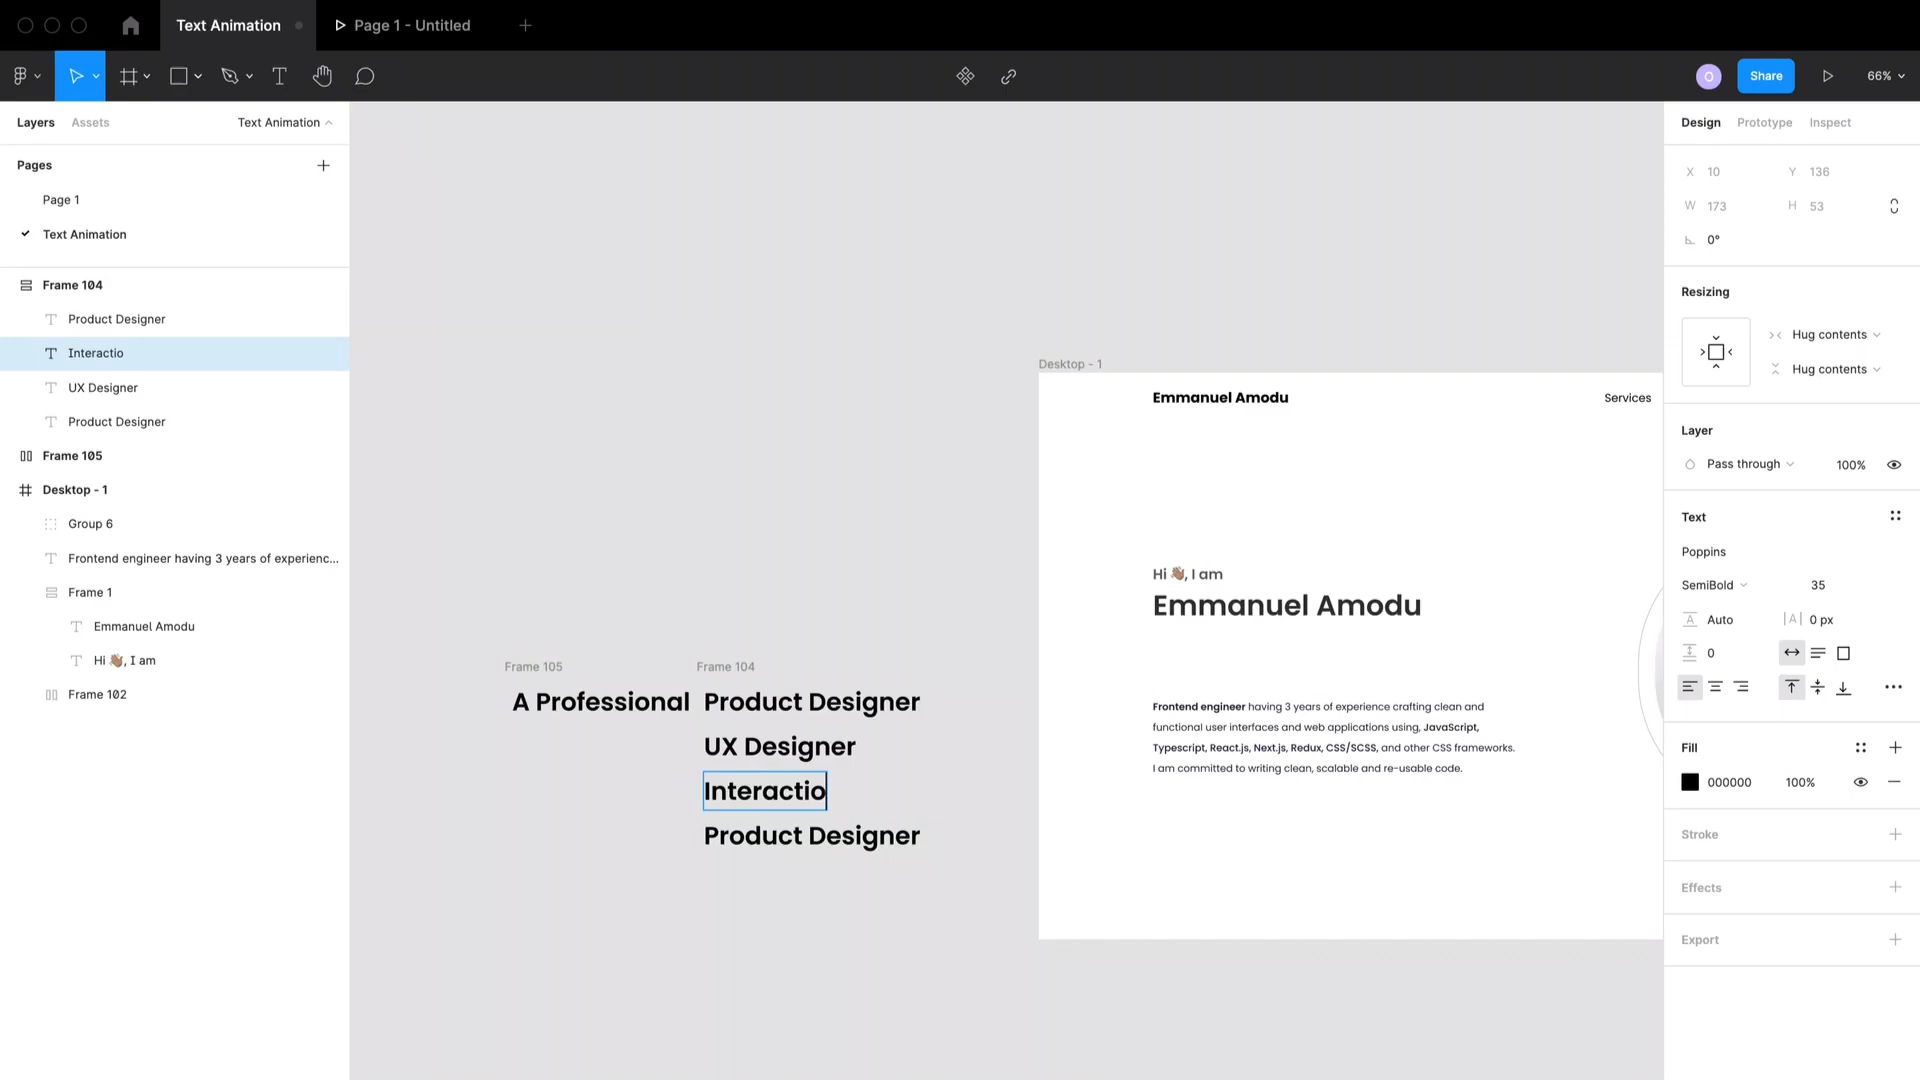 Text Animation
Page 1 - Untitled
O
Share
66%
Layers
Assets
Text Animation
Pages
Page 1
Text Animation
Frame 104
Product Designer
Interactio
UX Designer
Product Designer
Frame 105
Desktop - 1
Group 6
Frontend engineer having 3 years of experienc...
Frame 1
Emmanuel Amodu
Hi 👋🏽, I am
Frame 102
Frame 105
A Professional
Frame 104
Product Designer
UX Designer
Interactio
Product Designer
Desktop - 1
Emmanuel Amodu
Services
Hi 👋🏽, I am
Emmanuel Amodu
Frontend engineer having 3 years of experience crafting clean and
functional user interfaces and web applications using, JavaScript,
Typescript, React.js, Next.js, Redux, CSS/SCSS, and other CSS frameworks.
I am committed to writing clean, scalable and re-usable code.
Design
Prototype
Inspect
X 10
Y 136
W 173
H 53
0°
Resizing
Hug contents
Hug contents
Layer
Pass through
100%
Text
Poppins
SemiBold
35
A Auto
|A| 0 px
0
Fill
000000
100%
Stroke
Effects
Export